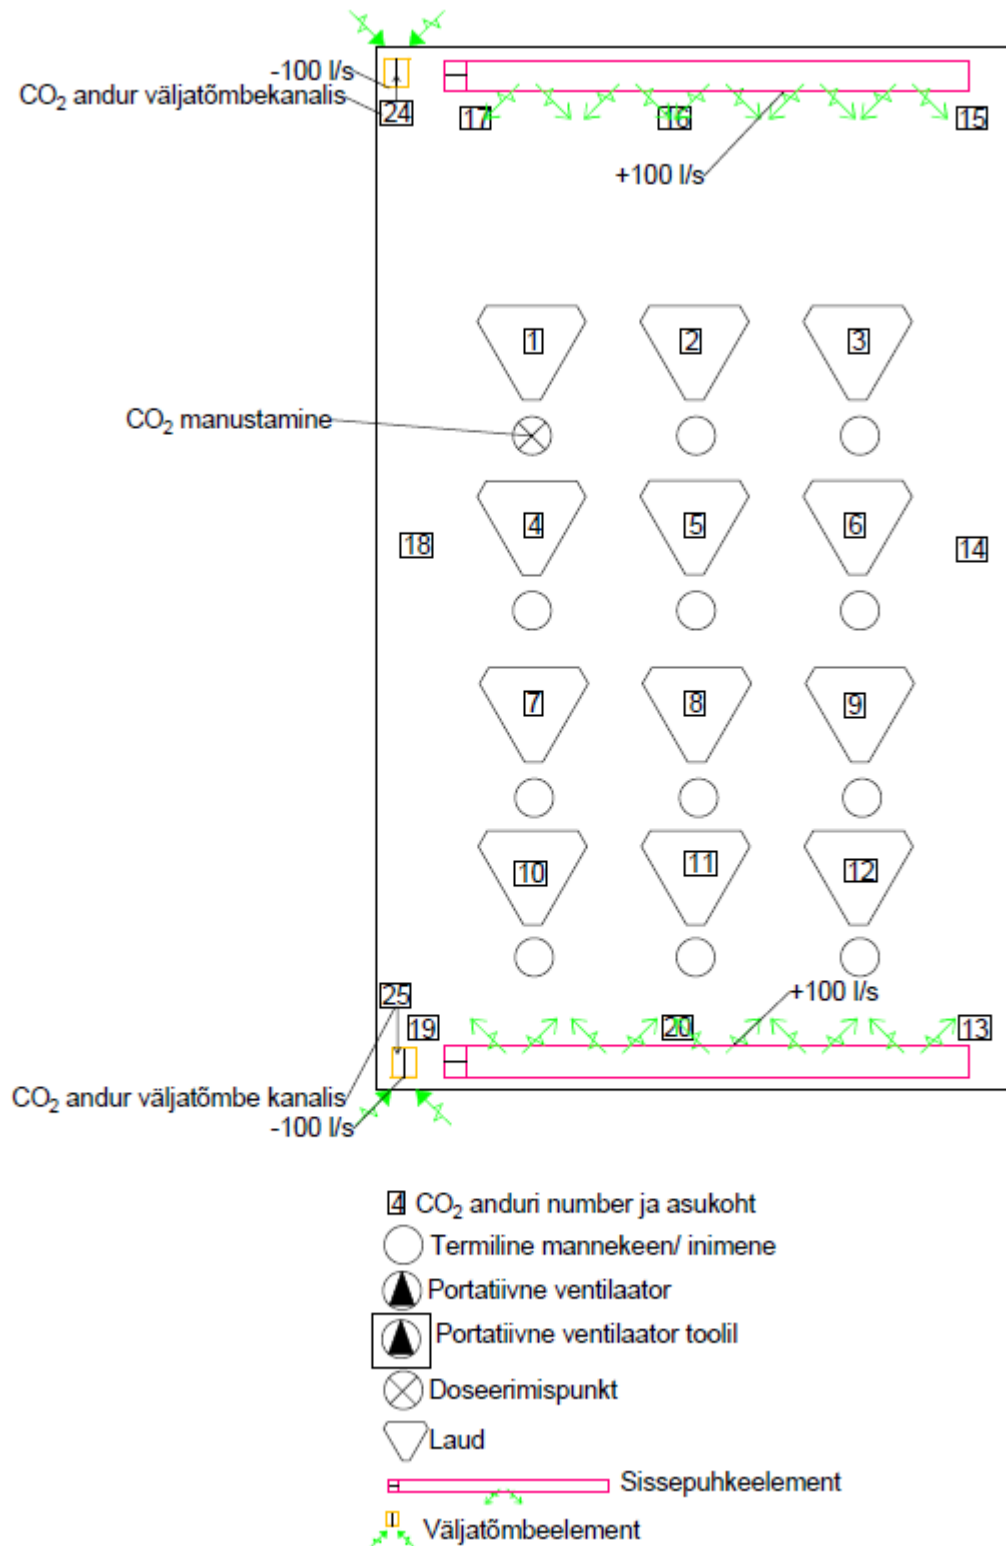 -100 l/s
CO₂ andur väljatõmbekanalis
24
17
16
15
+100 l/s
1
2
3
CO₂ manustamine
4
5
6
18
14
7
8
9
10
11
12
25
+100 l/s
19
20
13
CO₂ andur väljatõmbe kanalis
-100 l/s
4 CO₂ anduri number ja asukoht
Termiline mannekeen/ inimene
Portatiivne ventilaator
Portatiivne ventilaator toolil
Doseerimispunkt
Laud
Sissepuhkeelement
Väljatõmbeelement